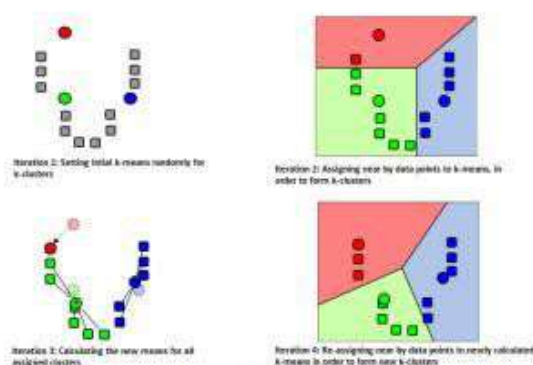 Iteration 1: Setting Initial k-means randomly for
k-clusters
Iteration 2: Assigning near by data points to k-means, in
order to form k-clusters
Iteration 3: Calculating the new means for all
assigned clusters
Iteration 4: Re-assigning near by data points to newly calculated
k-means in order to form new k-clusters